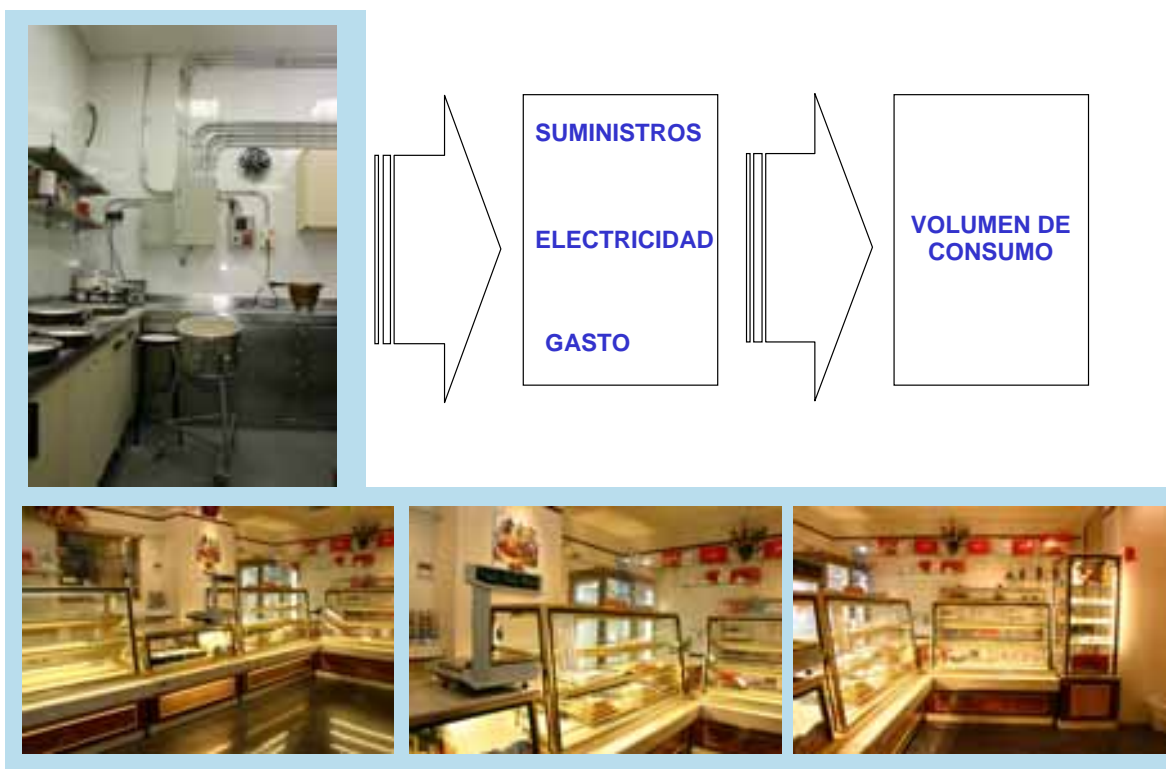 SUMINISTROS
ELECTRICIDAD
GASTO
VOLUMEN DE
CONSUMO